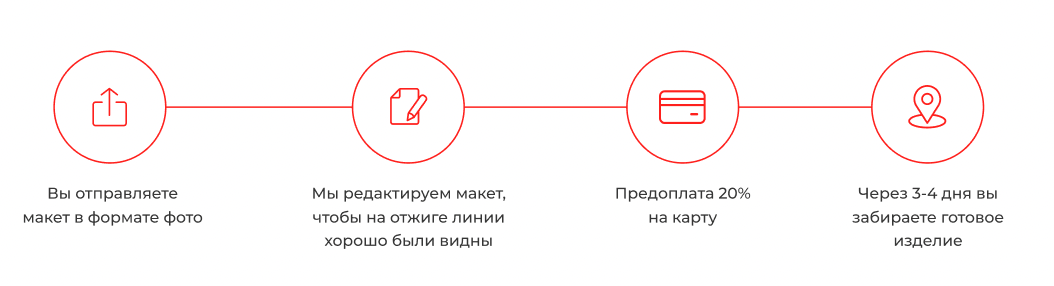 Вы отправляете
макет в формате фото
Мы редактируем макет,
чтобы на отжиге линии
хорошо были видны
Предоплата 20%
на карту
Через 3-4 дня вы
забираете готовое
изделие